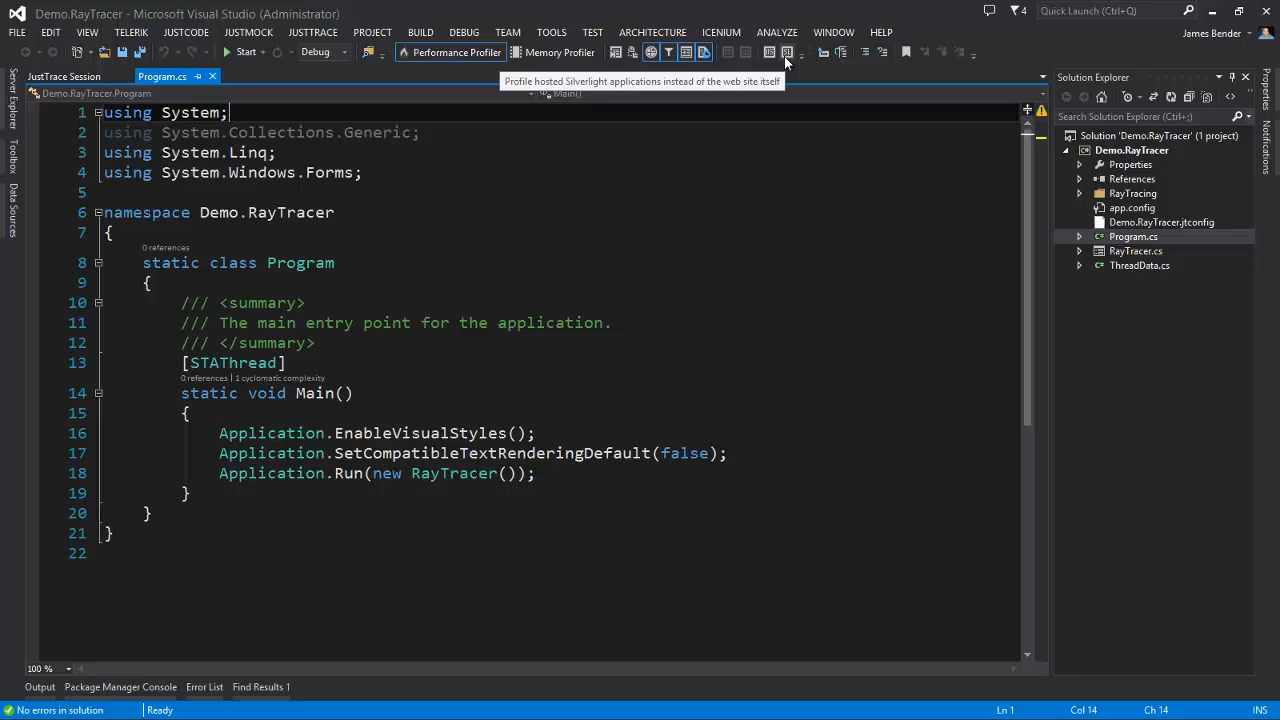 Demo.RayTracer - Microsoft Visual Studio (Administrator)
4
Quick Launch (Ctrl+Q)
FILE EDIT VIEW TELERIK JUSTCODE JUSTMOCK JUSTTRACE PROJECT BUILD DEBUG TEAM TOOLS TEST ARCHITECTURE ICENIUM ANALYZE WINDOW HELP
James Bender
Start Debug Performance Profiler Memory Profiler
JustTrace Session Program.cs
Profile hosted Silverlight applications instead of the web site itself
Demo.RayTracer.Program Main()
1 using System;
2 using System.Collections.Generic;
3 using System.Linq;
4 using System.Windows.Forms;
5
6 namespace Demo.RayTracer
7 {
0 references
8 static class Program
9 {
10 /// <summary>
11 /// The main entry point for the application.
12 /// </summary>
13 [STAThread]
0 references | 1 cyclomatic complexity
14 static void Main()
15 {
16 Application.EnableVisualStyles();
17 Application.SetCompatibleTextRenderingDefault(false);
18 Application.Run(new RayTracer());
19 }
20 }
21 }
22
100 %
Server Explorer
Toolbox
Data Sources
Solution Explorer
Search Solution Explorer (Ctrl+;)
Solution 'Demo.RayTracer' (1 project)
Demo.RayTracer
Properties
References
RayTracing
app.config
Demo.RayTracer.jtconfig
Program.cs
RayTracer.cs
ThreadData.cs
Properties
Notifications
Output Package Manager Console Error List Find Results 1
No errors in solution Ready Ln 1 Col 14 Ch 14 INS